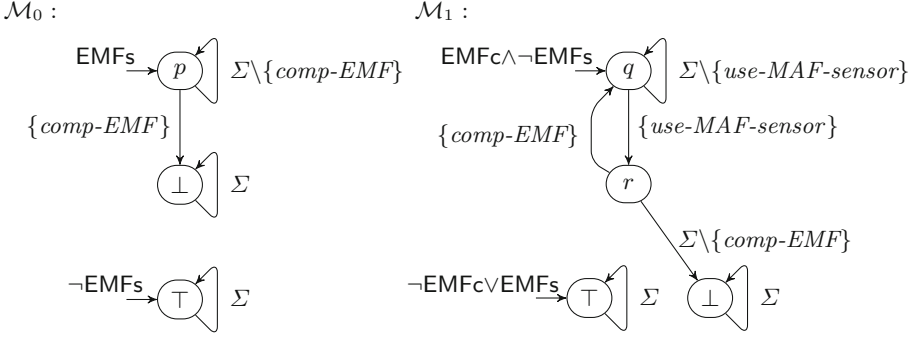 M₀ : M₁ :
EMFs p Σ\{comp-EMF} EMFc∧¬EMFs q Σ\{use-MAF-sensor}
{comp-EMF} {comp-EMF} {use-MAF-sensor}
⊥ Σ r
Σ\{comp-EMF}
¬EMFs ⊤ Σ ¬EMFc∨EMFs ⊤ Σ ⊥ Σ